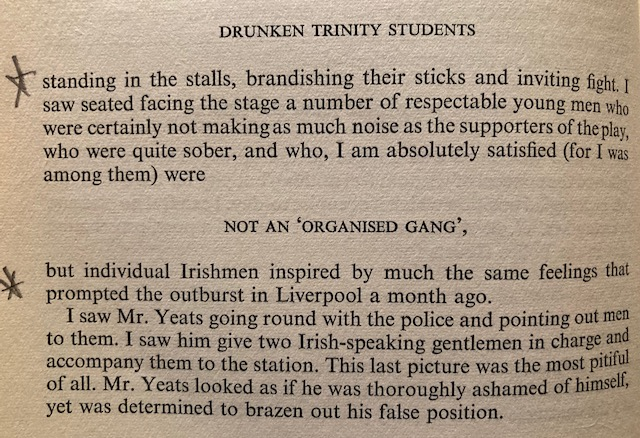 DRUNKEN TRINITY STUDENTS
standing in the stalls, brandishing their sticks and inviting fight. I
saw seated facing the stage a number of respectable young men who
were certainly not making as much noise as the supporters of the play,
who were quite sober, and who, I am absolutely satisfied (for I was
among them) were
NOT AN ‘ORGANISED GANG’,
but individual Irishmen inspired by much the same feelings that
prompted the outburst in Liverpool a month ago.
I saw Mr. Yeats going round with the police and pointing out men
to them. I saw him give two Irish-speaking gentlemen in charge and
accompany them to the station. This last picture was the most pitiful
of all. Mr. Yeats looked as if he was thoroughly ashamed of himself,
yet was determined to brazen out his false position.